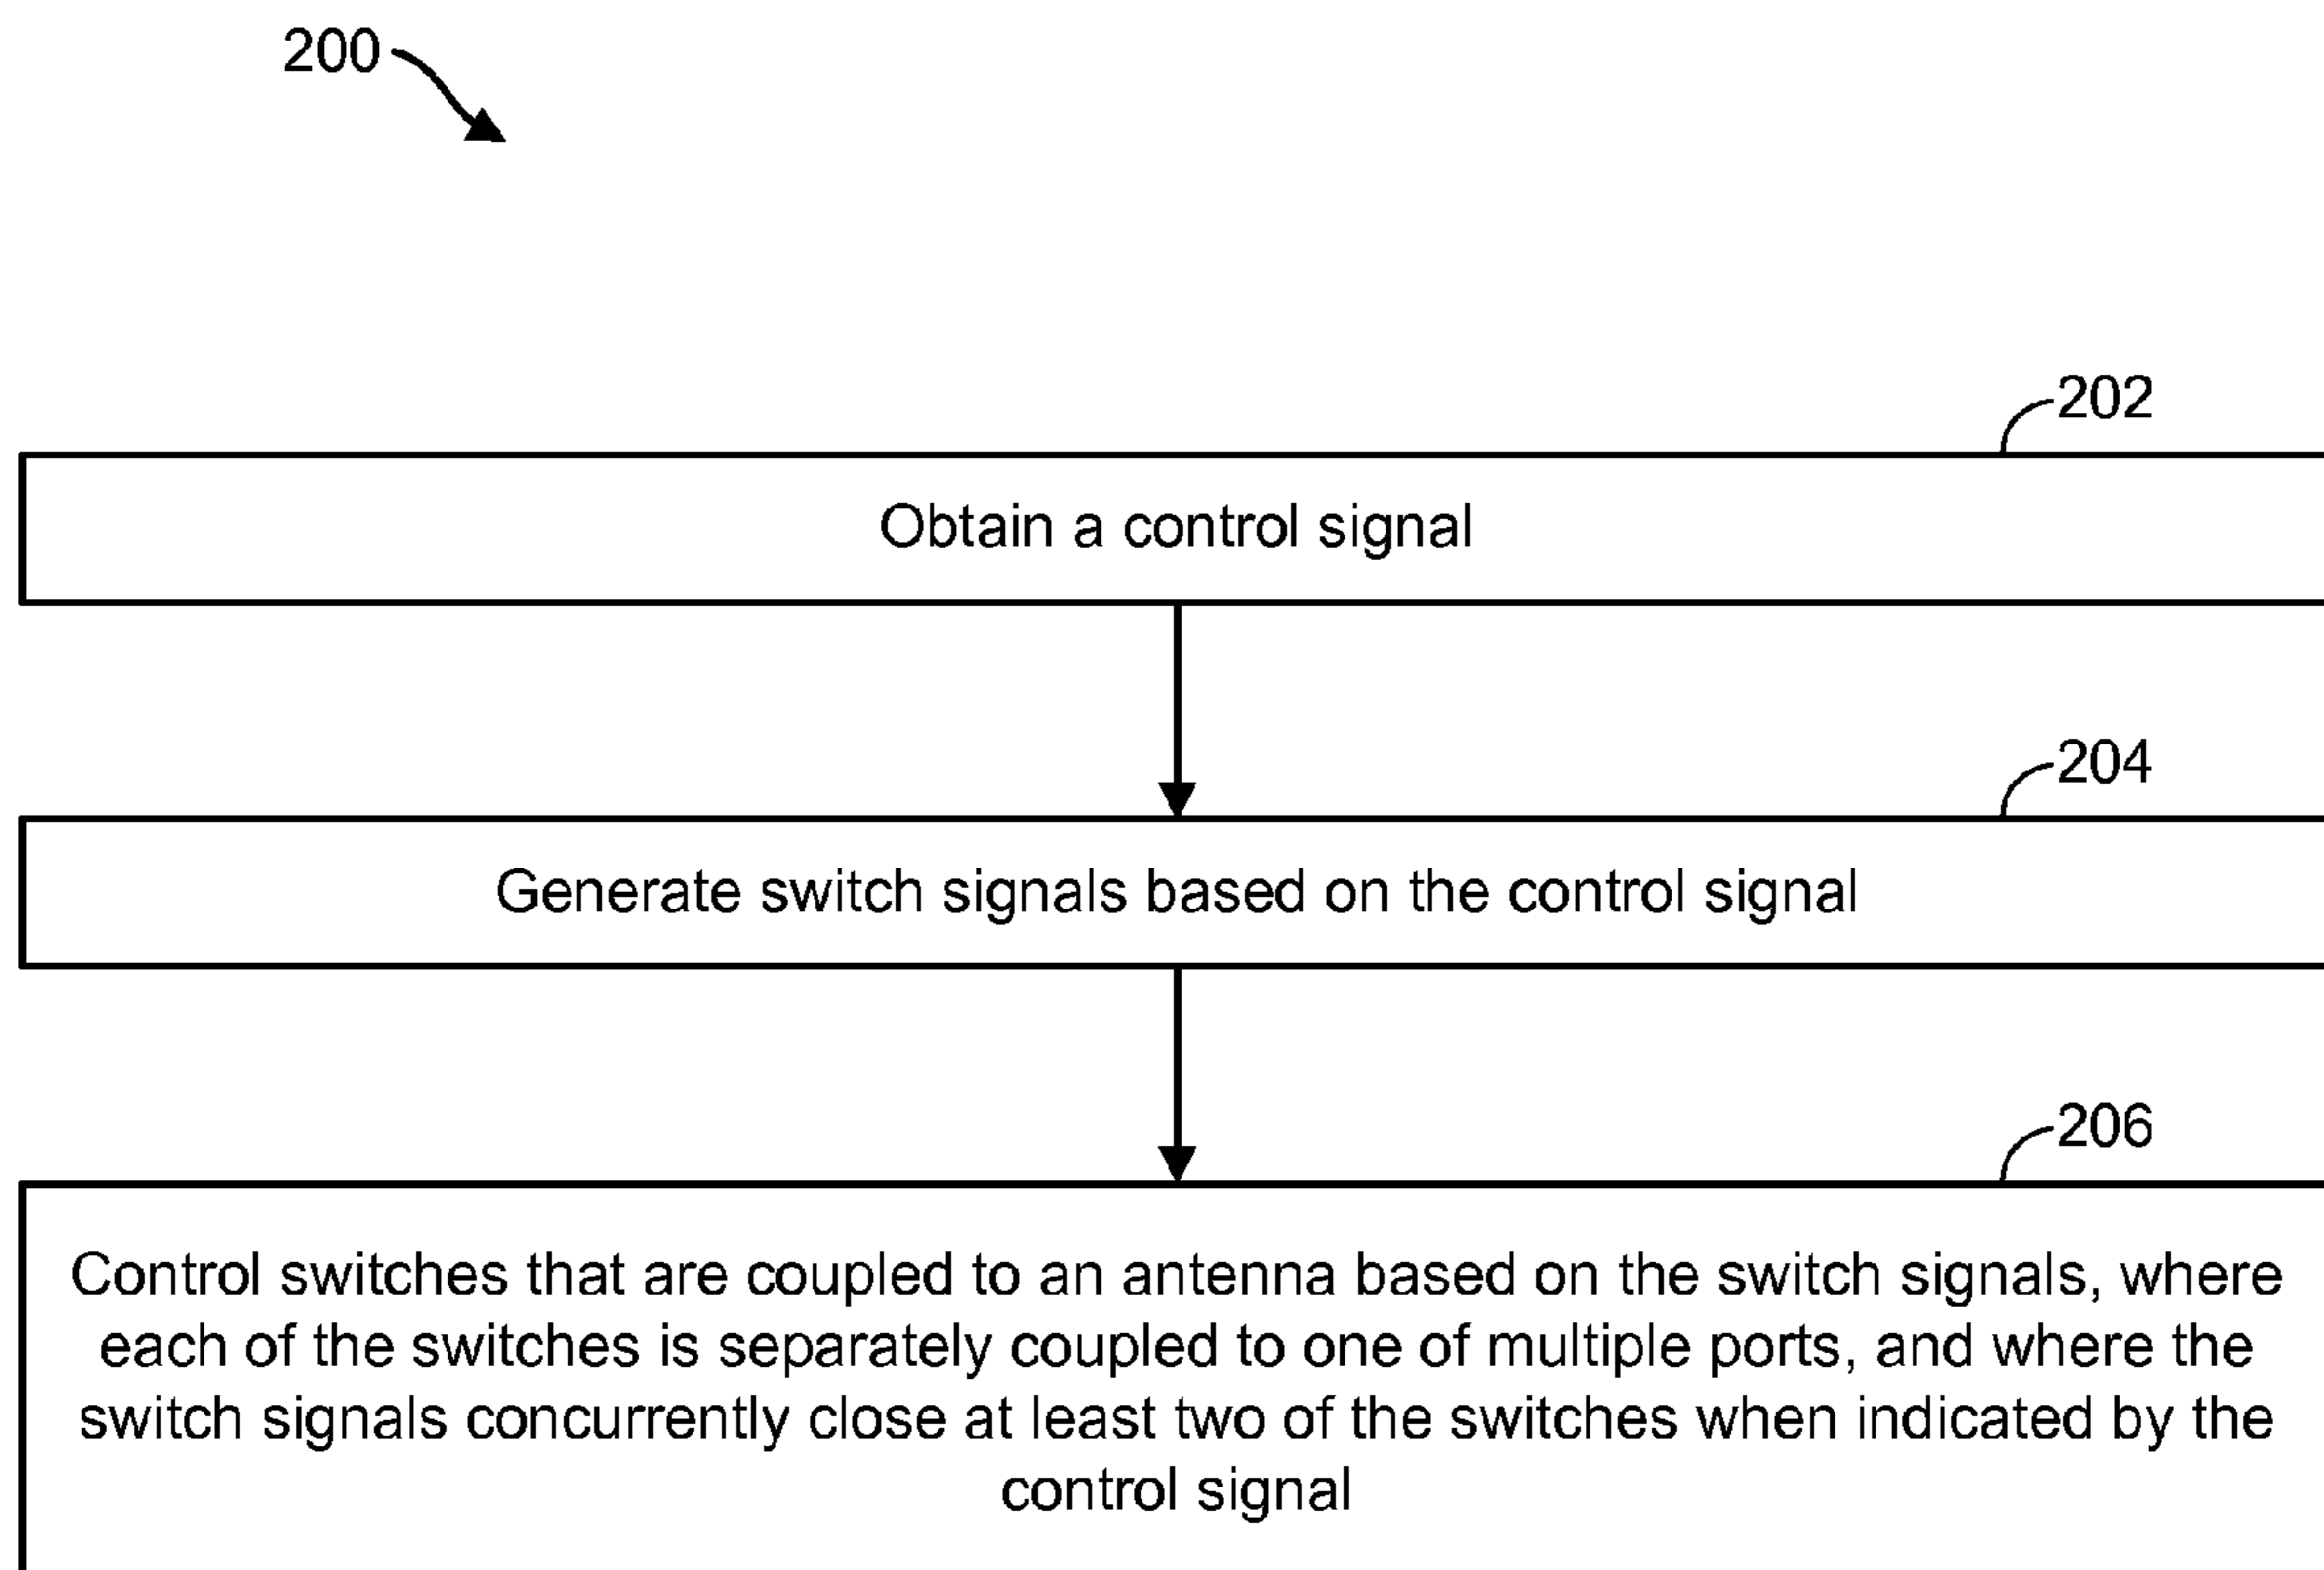 200
202
Obtain a control signal
204
Generate switch signals based on the control signal
206
Control switches that are coupled to an antenna based on the switch signals, where
each of the switches is separately coupled to one of multiple ports, and where the
switch signals concurrently close at least two of the switches when indicated by the
control signal